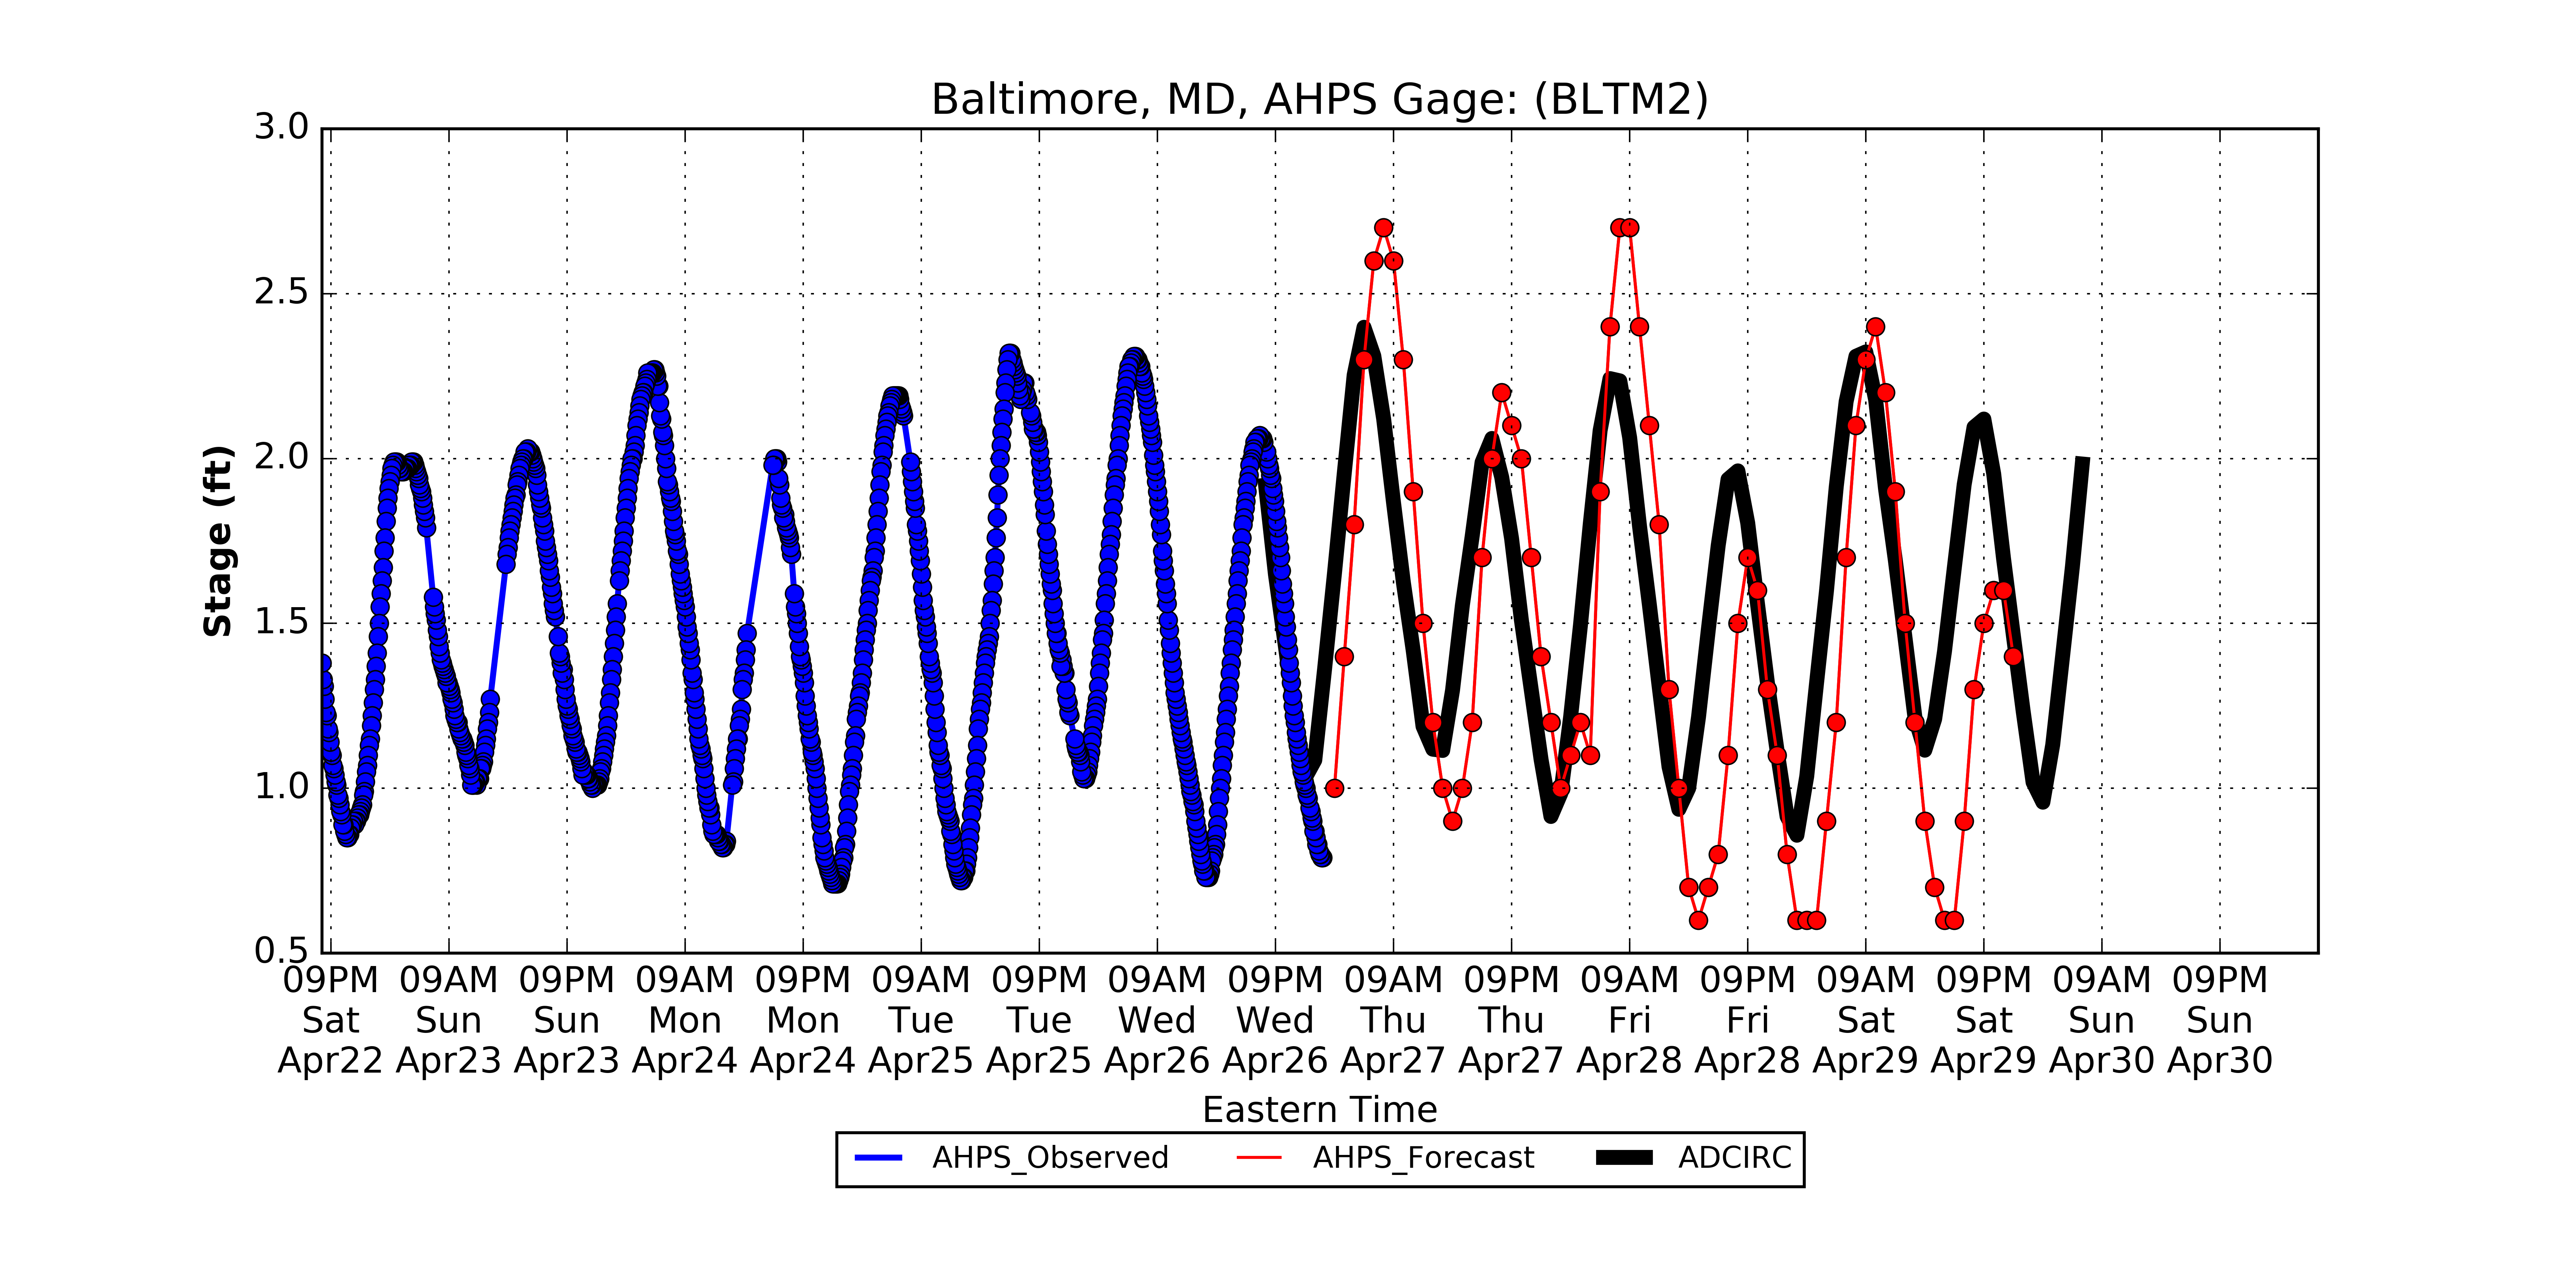 Baltimore, MD, AHPS Gage: (BLTM2)
3.0
2.5
2.0
1.5
1.0
0.5
Stage (ft)
09PM 09AM 09PM 09AM 09PM 09AM 09PM 09AM 09PM 09AM 09PM 09AM 09PM 09AM 09PM 09AM 09PM
Sat Sun Sun Mon Mon Tue Tue Wed Wed Thu Thu Fri Fri Sat Sat Sun Sun
Apr22 Apr23 Apr23 Apr24 Apr24 Apr25 Apr25 Apr26 Apr26 Apr27 Apr27 Apr28 Apr28 Apr29 Apr29 Apr30 Apr30
Eastern Time
AHPS_Observed AHPS_Forecast ADCIRC